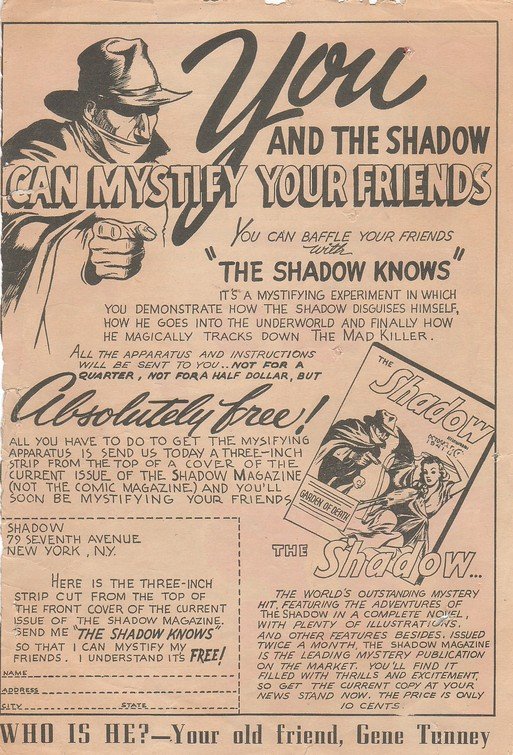 You
AND THE SHADOW
CAN MYSTIFY YOUR FRIENDS
YOU CAN BAFFLE YOUR FRIENDS
with
"THE SHADOW KNOWS"
IT'S A MYSTIFYING EXPERIMENT IN WHICH
YOU DEMONSTRATE HOW THE SHADOW DISGUISES HIMSELF,
HOW HE GOES INTO THE UNDERWORLD AND FINALLY HOW
HE MAGICALLY TRACKS DOWN THE MAD KILLER.
ALL THE APPARATUS AND INSTRUCTIONS
WILL BE SENT TO YOU..NOT FOR A
QUARTER, NOT FOR A HALF DOLLAR, BUT
Absolutely free!
ALL YOU HAVE TO DO TO GET THE MYSIFYING
APPARATUS IS SEND US TODAY A THREE-INCH
STRIP FROM THE TOP OF A COVER OF THE
CURRENT ISSUE OF THE SHADOW MAGAZINE
(NOT THE COMIC MAGAZINE) AND YOU'LL
SOON BE MYSTIFYING YOUR FRIENDS
THE
Shadow
GARDEN OF DEATH
SHADOW
79 SEVENTH AVENUE
NEW YORK, NY.
HERE IS THE THREE-INCH
STRIP CUT FROM THE TOP OF
THE FRONT COVER OF THE CURRENT
ISSUE OF THE SHADOW MAGAZINE.
SEND ME "THE SHADOW KNOWS"
SO THAT I CAN MYSTIFY MY
FRIENDS. I UNDERSTAND ITS FREE!
NAME
ADDRESS
CITY STATE
THE
Shadow...
THE WORLD'S OUTSTANDING MYSTERY
HIT, FEATURING THE ADVENTURES OF
THE SHADOW IN A COMPLETE NOVEL,
WITH PLENTY OF ILLUSTRATIONS,
AND OTHER FEATURES BESIDES. ISSUED
TWICE A MONTH, THE SHADOW MAGAZINE
IS THE LEADING MYSTERY PUBLICATION
ON THE MARKET. YOU'LL FIND IT
FILLED WITH THRILLS AND EXCITEMENT,
SO GET THE CURRENT COPY AT YOUR
NEWS STAND NOW. THE PRICE IS ONLY
10 CENTS.
WHO IS HE?—Your old friend, Gene Tunney